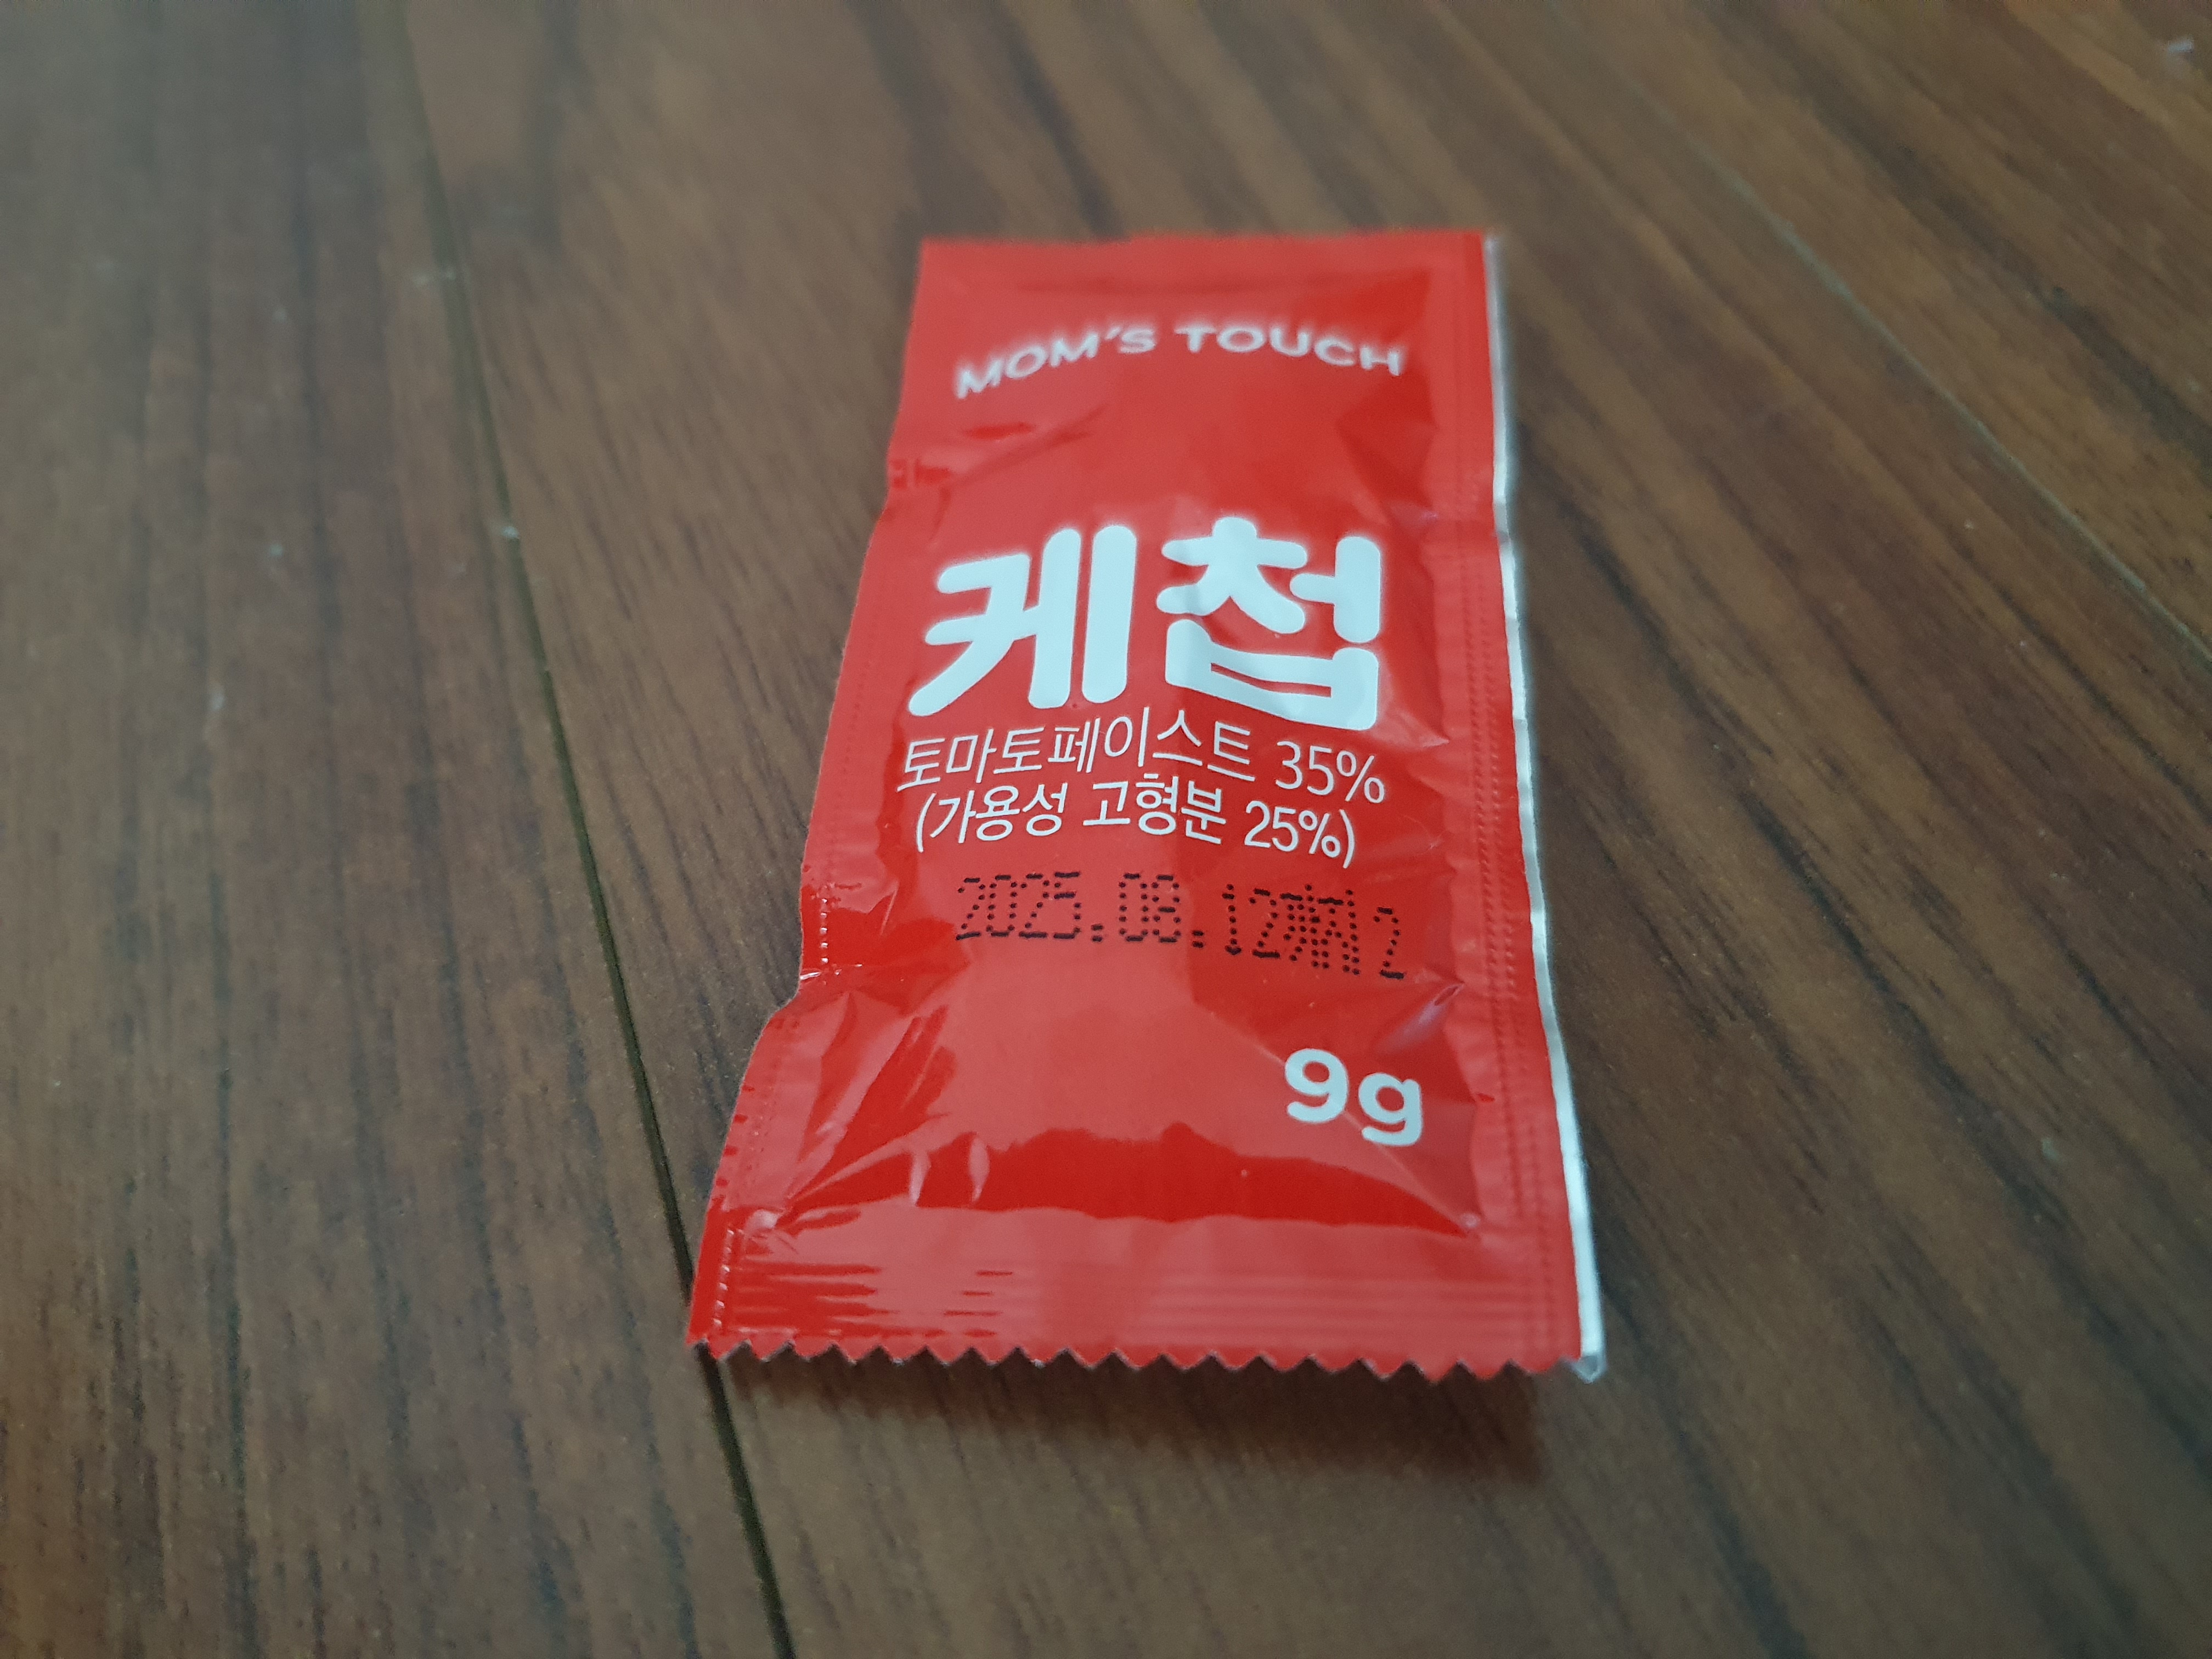 MOM'S TOUCH
케첩
토마토페이스트 35%
(가용성 고형분 25%)
2025.08.12까지 2
9g